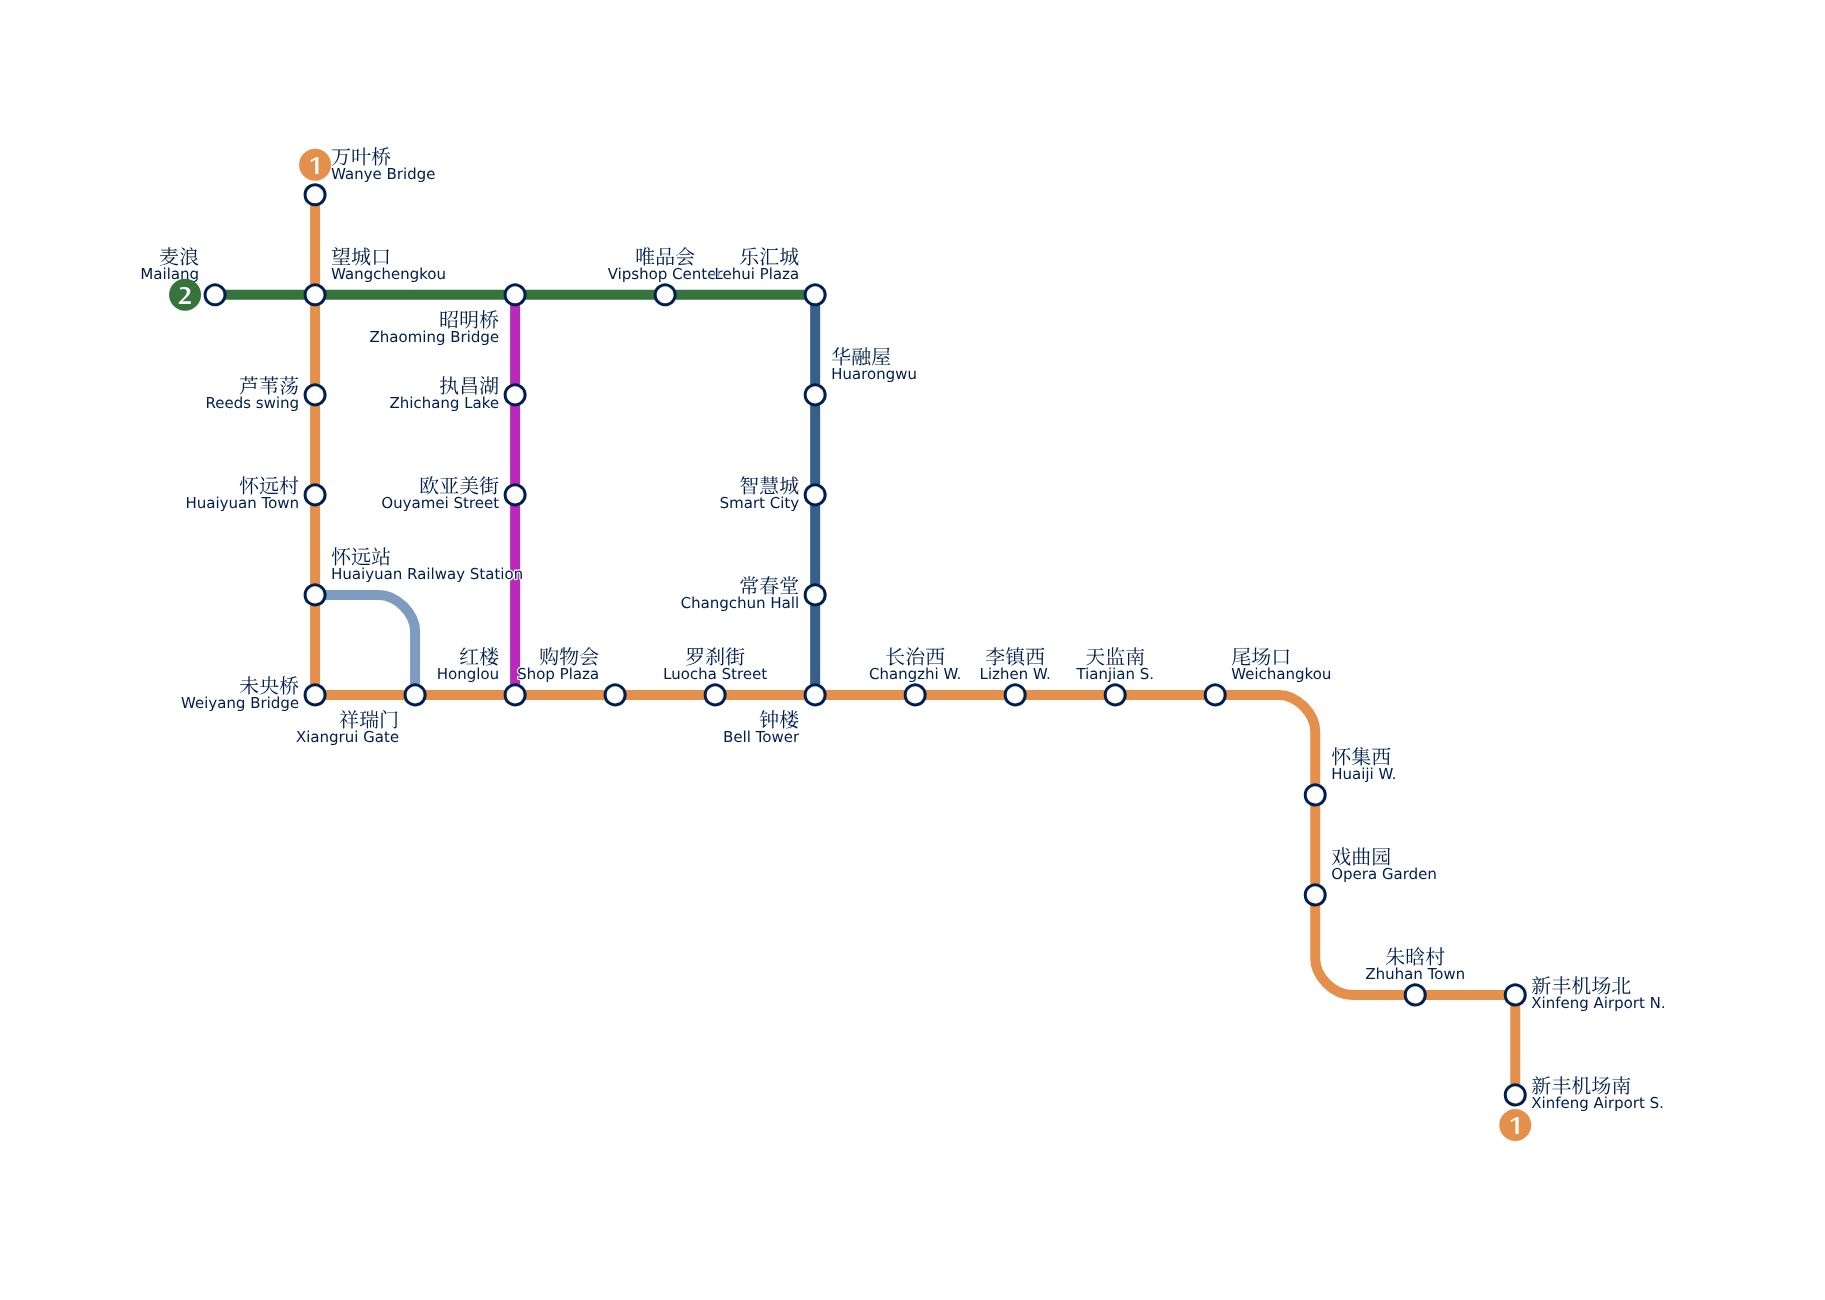 1
万叶桥
Wanye Bridge
麦浪
Mailang
2
望城口
Wangchengkou
唯品会
Vipshop Center
乐汇城
Lehui Plaza
昭明桥
Zhaoming Bridge
华融屋
Huarongwu
芦苇荡
Reeds swing
执昌湖
Zhichang Lake
怀远村
Huaiyuan Town
欧亚美街
Ouyamei Street
智慧城
Smart City
怀远站
Huaiyuan Railway Station
常春堂
Changchun Hall
未央桥
Weiyang Bridge
祥瑞门
Xiangrui Gate
红楼
Honglou
购物会
Shop Plaza
罗刹街
Luocha Street
钟楼
Bell Tower
长治西
Changzhi W.
李镇西
Lizhen W.
天监南
Tianjian S.
尾场口
Weichangkou
怀集西
Huaiji W.
戏曲园
Opera Garden
朱晗村
Zhuhan Town
新丰机场北
Xinfeng Airport N.
新丰机场南
Xinfeng Airport S.
1